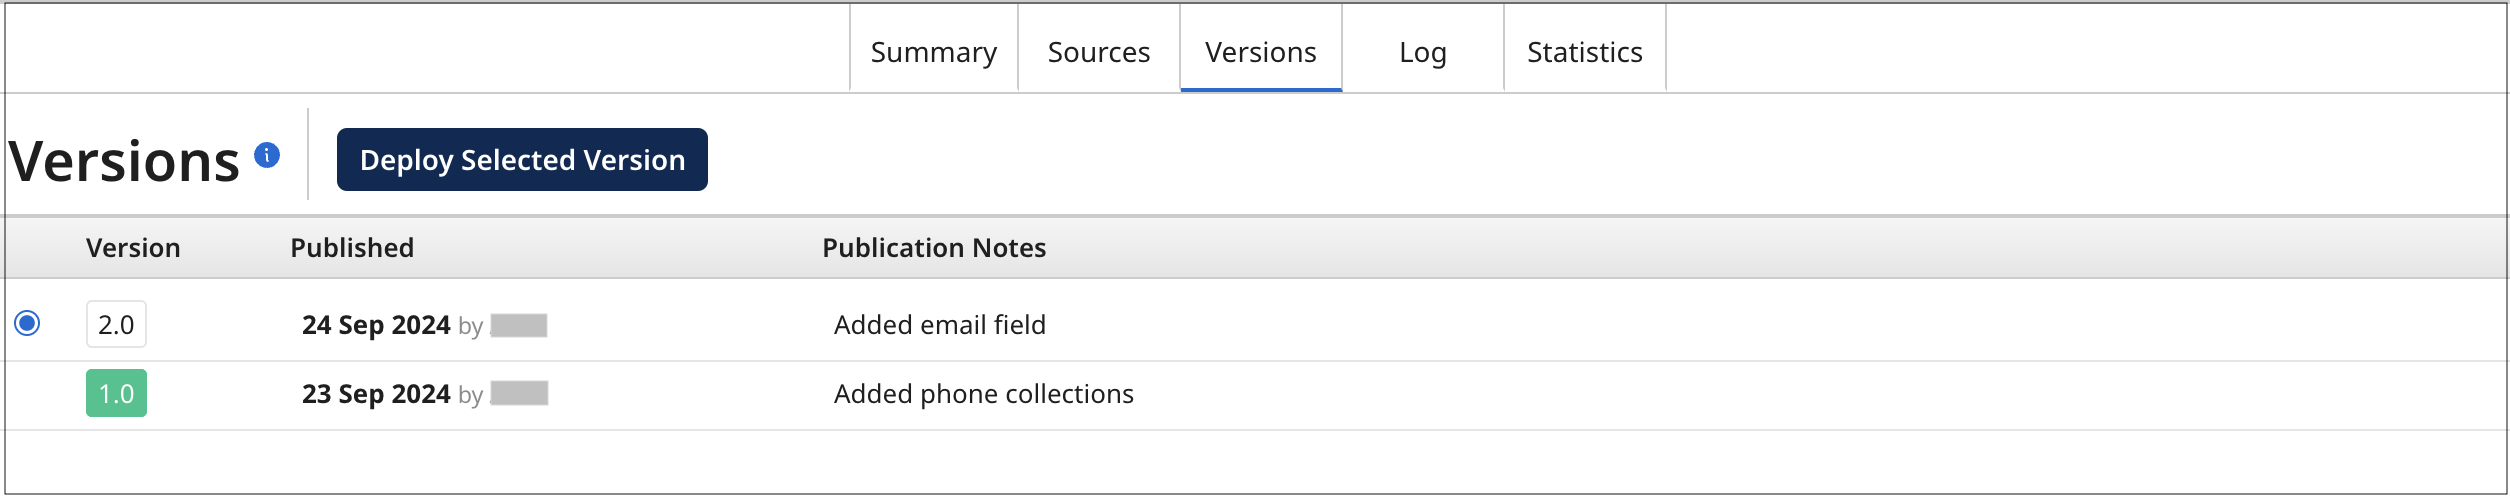 Summary Sources Versions Log Statistics
Versions Deploy Selected Version
Version Published Publication Notes
2.0 24 Sep 2024 by Added email field
1.0 23 Sep 2024 by Added phone collections